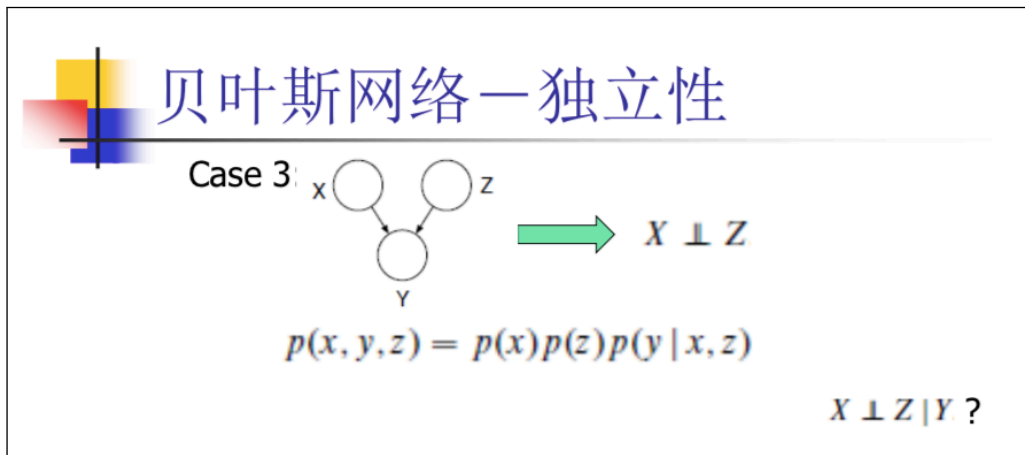 贝叶斯网络－独立性
Case 3:
X
Z
X ⊥⊥ Z
Y
p(x, y, z) = p(x)p(z)p(y | x, z)
X ⊥⊥ Z | Y ?